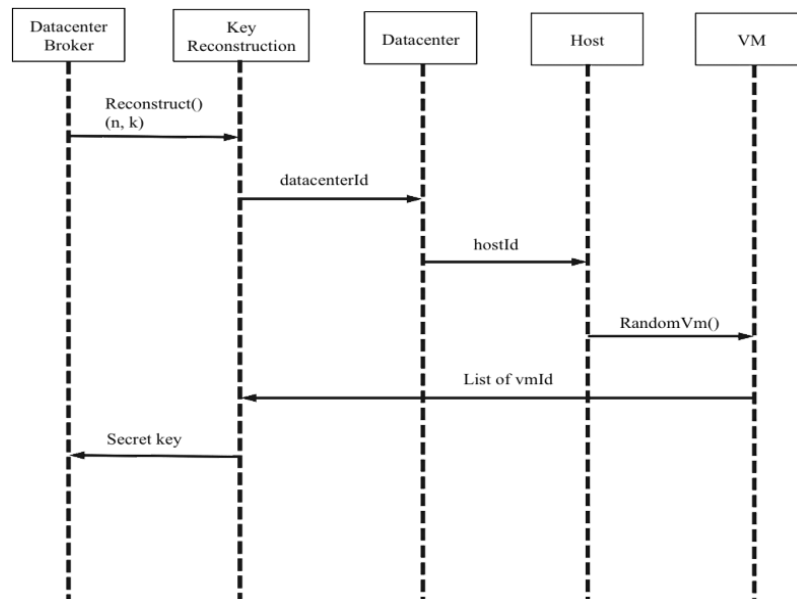 Datacenter
Broker
Key
Reconstruction
Datacenter
Host
VM
Reconstruct()
(n, k)
datacenterId
hostId
RandomVm()
List of vmId
Secret key